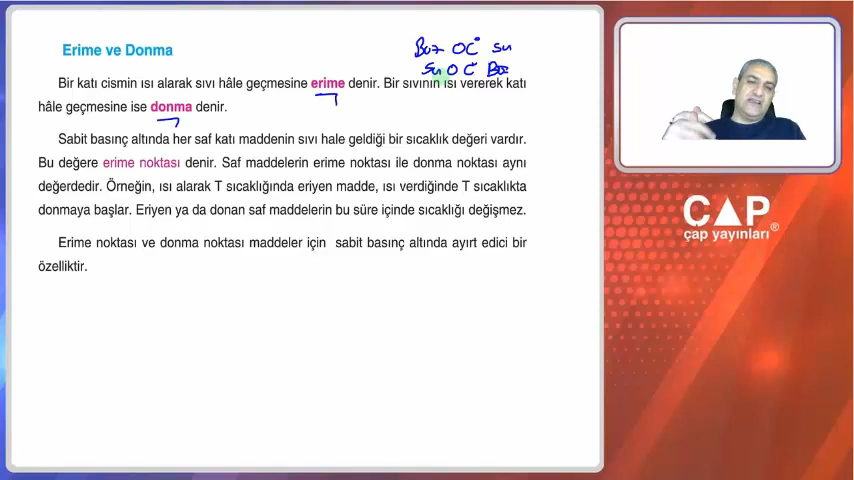 Erime ve Donma
Buz 0C° su
su 0 C° Buz
Bir katı cismin ısı alarak sıvı hâle geçmesine erime denir. Bir sıvının ısı vererek katı
hâle geçmesine ise donma denir.
Sabit basınç altında her saf katı maddenin sıvı hale geldiği bir sıcaklık değeri vardır.
Bu değere erime noktası denir. Saf maddelerin erime noktası ile donma noktası aynı
değerdedir. Örneğin, ısı alarak T sıcaklığında eriyen madde, ısı verdiğinde T sıcaklıkta
donmaya başlar. Eriyen ya da donan saf maddelerin bu süre içinde sıcaklığı değişmez.
Erime noktası ve donma noktası maddeler için sabit basınç altında ayırt edici bir
özelliktir.
ÇAP
çap yayınları®